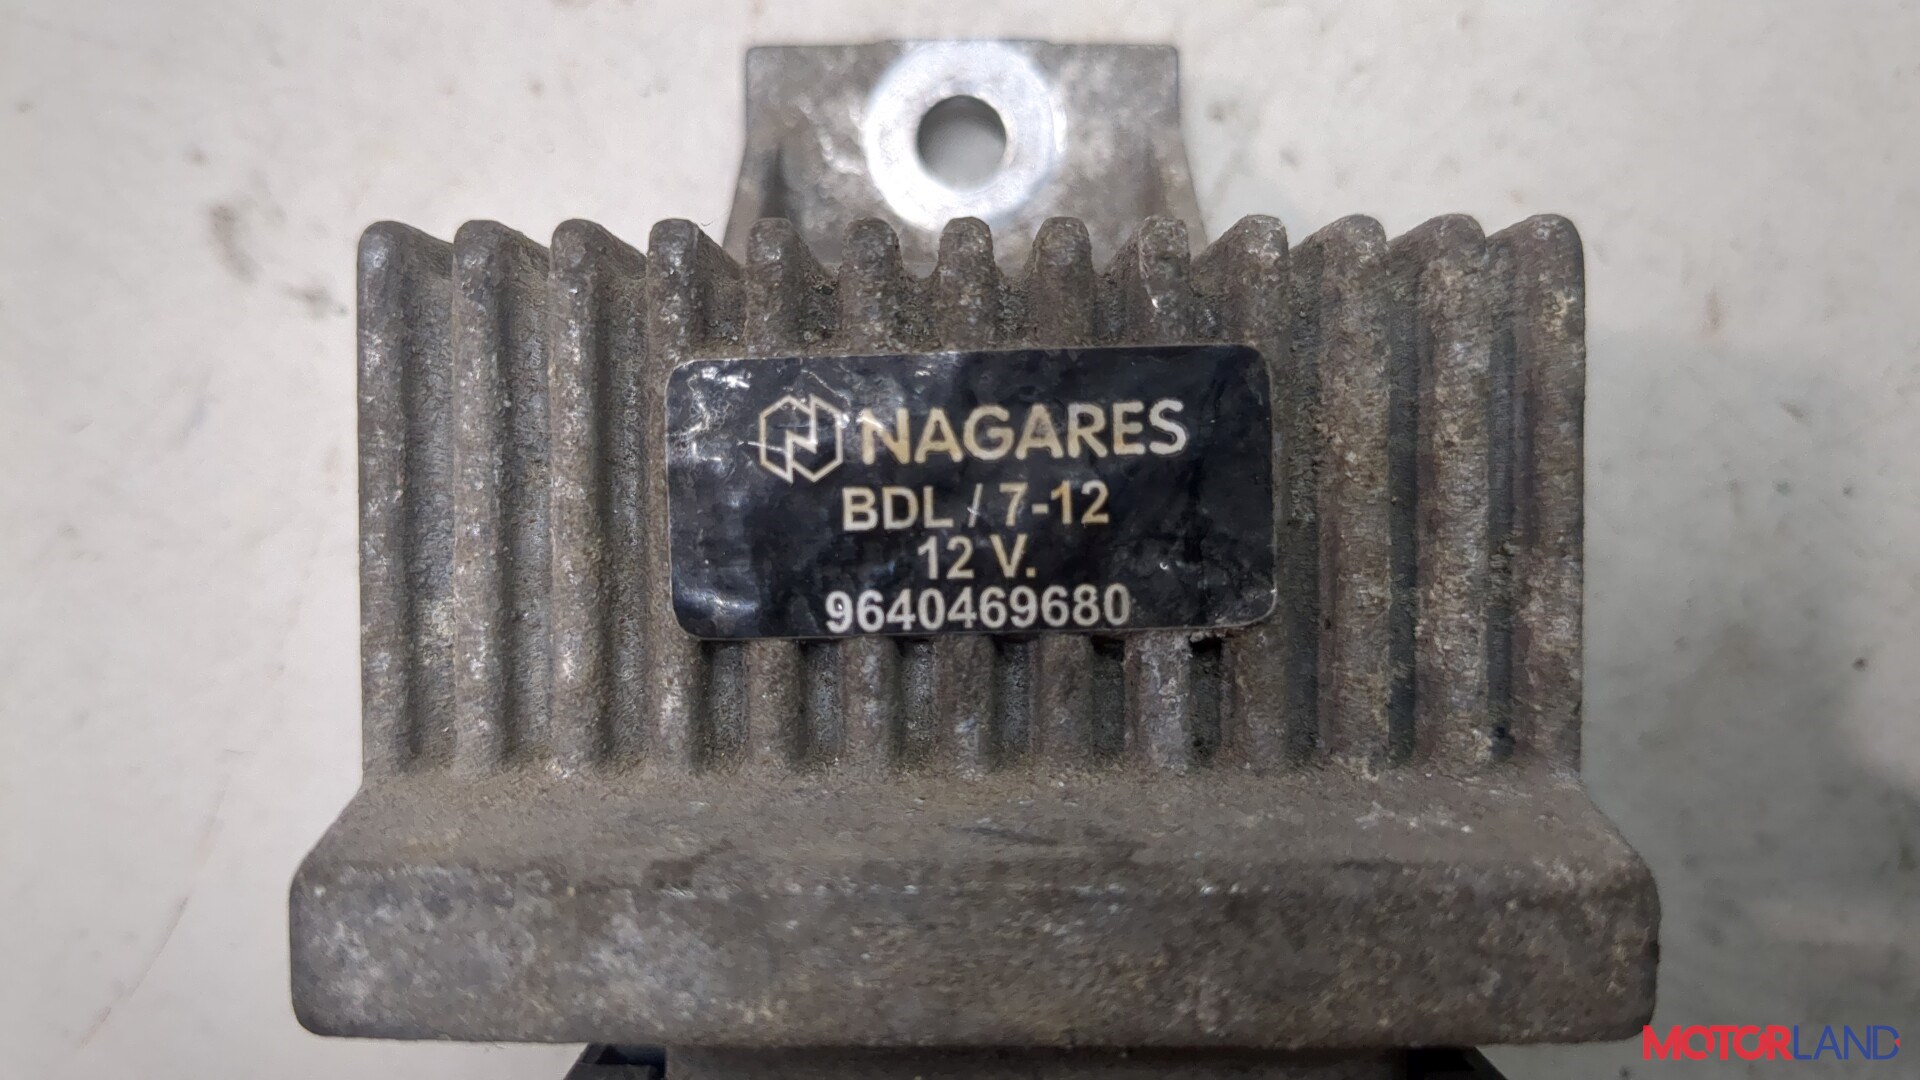 NAGARES
BDL / 7-12
12 V.
9640469680
MOTORLAND